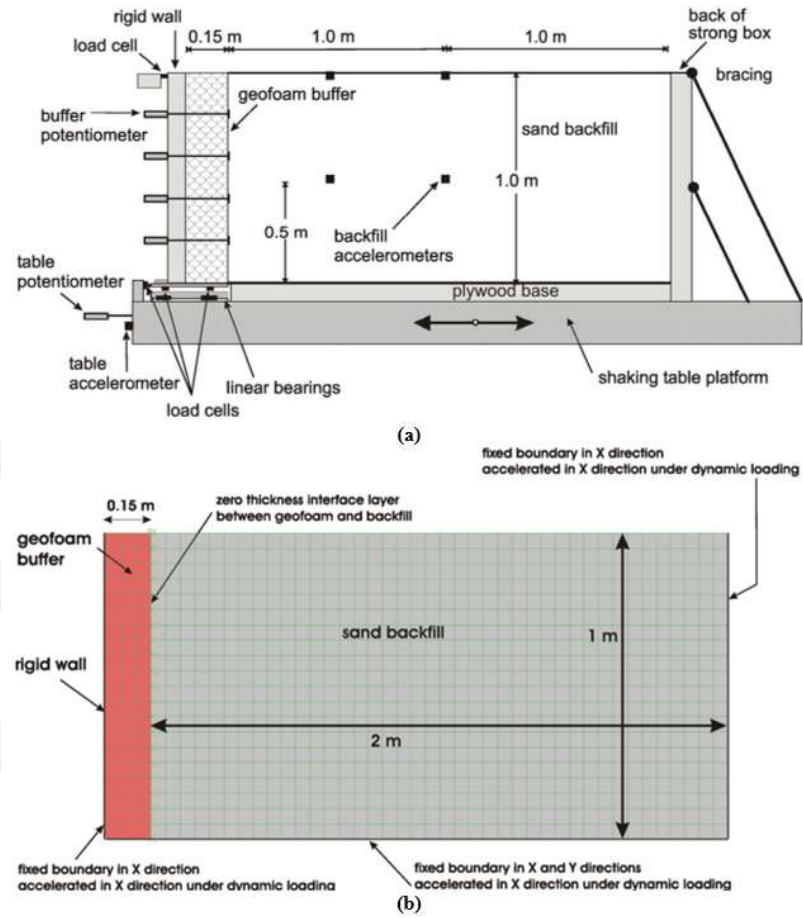 rigid wall
load cell
0.15 m
1.0 m
1.0 m
back of
strong box
bracing
geofoam buffer
buffer
potentiometer
sand backfill
1.0 m
0.5 m
backfill
accelerometers
table
potentiometer
plywood base
table
accelerometer
linear bearings
load cells
shaking table platform
(a)
fixed boundary in X direction
accelerated in X direction under dynamic loading
0.15 m
zero thickness interface layer
between geofoam and backfill
geofoam
buffer
sand backfill
1 m
rigid wall
2 m
fixed boundary in X direction
accelerated in X direction under dynamic loading
fixed boundary in X and Y directions
accelerated in X direction under dynamic loading
(b)